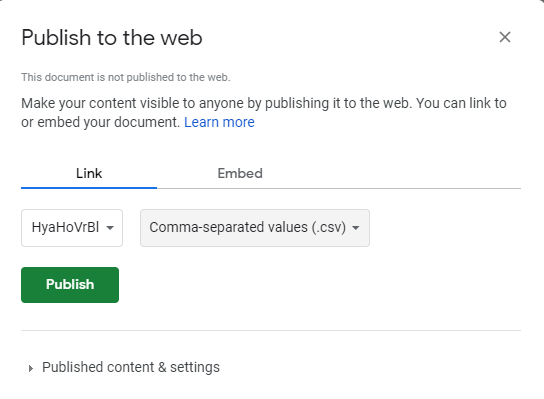 Publish to the web
This document is not published to the web.
Make your content visible to anyone by publishing it to the web. You can link to
or embed your document. Learn more
Link Embed
HyaHoVrBl Comma-separated values (.csv)
Publish
Published content & settings